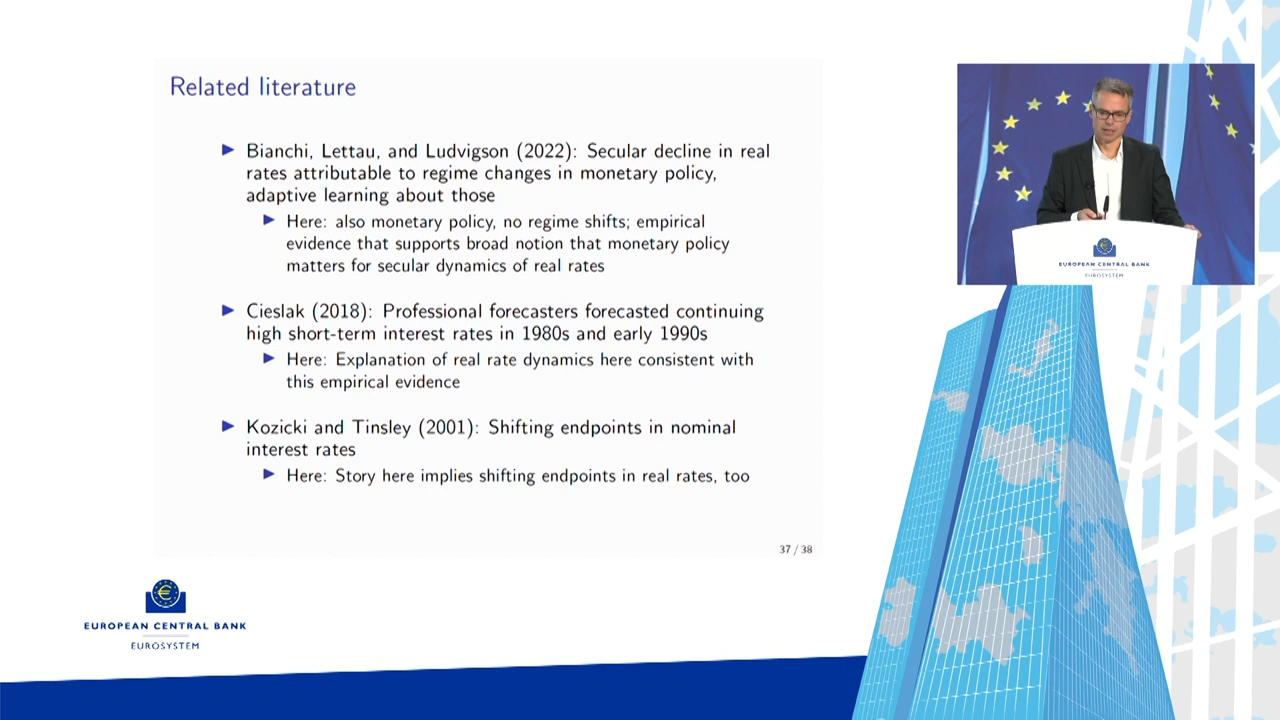 Related literature
Bianchi, Lettau, and Ludvigson (2022): Secular decline in real
rates attributable to regime changes in monetary policy,
adaptive learning about those
Here: also monetary policy, no regime shifts; empirical
evidence that supports broad notion that monetary policy
matters for secular dynamics of real rates
Cieslak (2018): Professional forecasters forecasted continuing
high short-term interest rates in 1980s and early 1990s
Here: Explanation of real rate dynamics here consistent with
this empirical evidence
Kozicki and Tinsley (2001): Shifting endpoints in nominal
interest rates
Here: Story here implies shifting endpoints in real rates, too
37 / 38
EUROPEAN CENTRAL BANK
EUROSYSTEM
EUROPEAN CENTRAL BANK
EUROSYSTEM